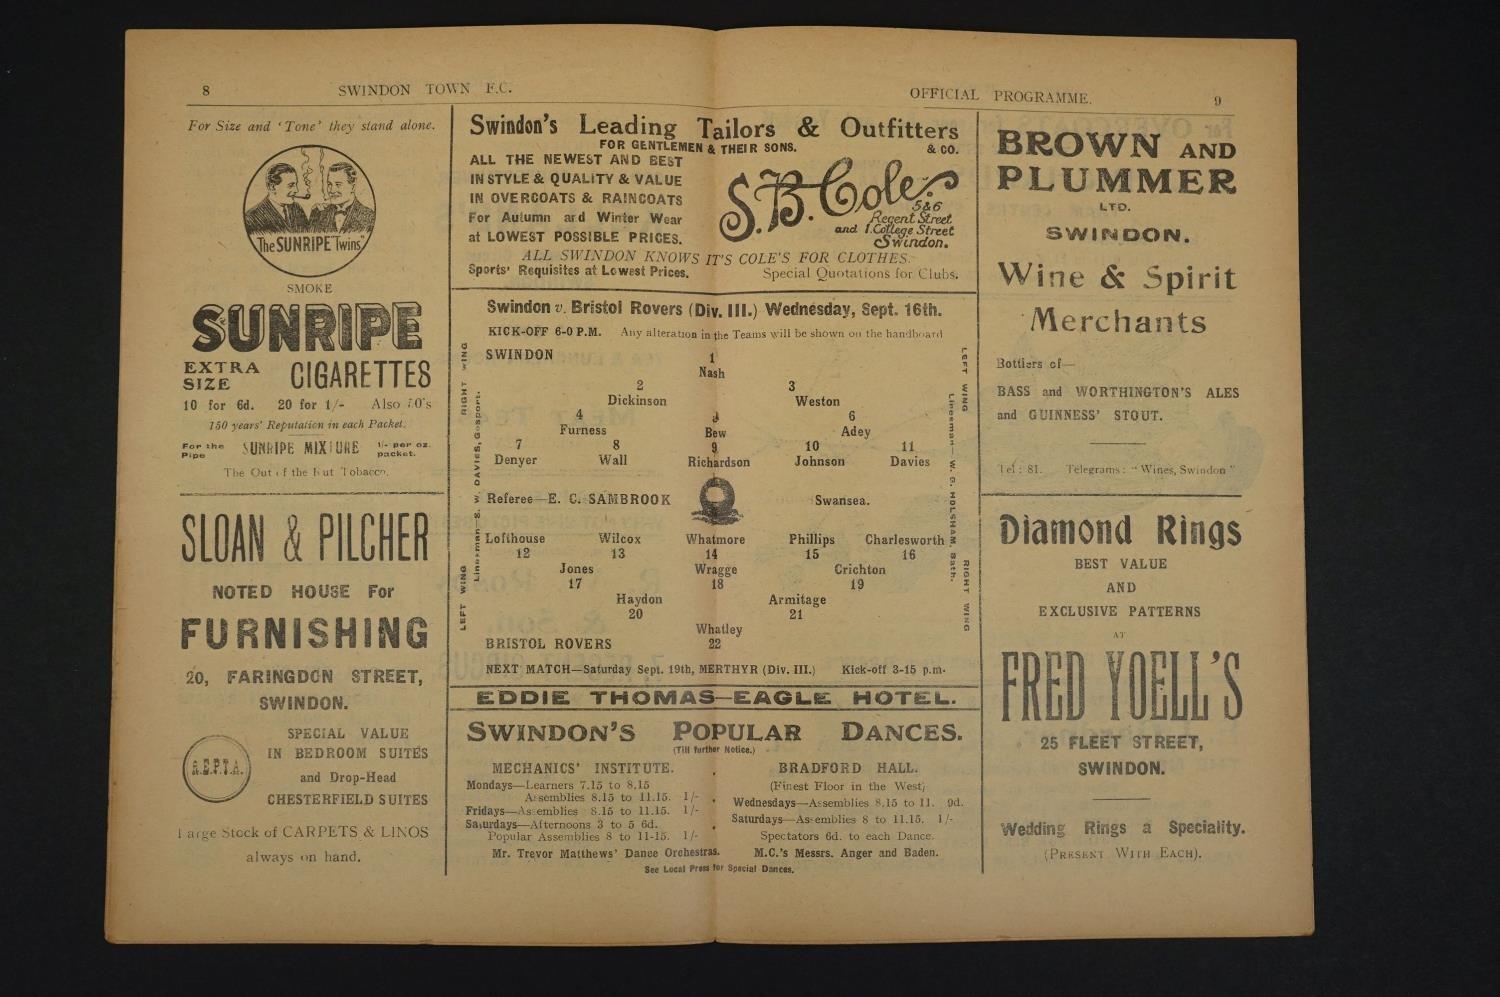 8
SWINDON TOWN F.C.
OFFICIAL PROGRAMME.
9
For Size and 'Tone' they stand alone.
The SUNRIPE "Twins"
SMOKE
SUNRIPE
EXTRA SIZE CIGARETTES
10 for 6d. 20 for 1/- Also 50's
150 years' Reputation in each Packet.
For the Pipe SUNRIPE MIXTURE 1/- per oz. packet.
The Out of the Rut Tobacco.
SLOAN & PILCHER
NOTED HOUSE For
FURNISHING
20, FARINGDON STREET,
SWINDON.
A.E.P.T.A.
SPECIAL VALUE
IN BEDROOM SUITES
and Drop-Head
CHESTERFIELD SUITES
Large Stock of CARPETS & LINOS
always on hand.
Swindon's Leading Tailors & Outfitters
FOR GENTLEMEN & THEIR SONS.
ALL THE NEWEST AND BEST
IN STYLE & QUALITY & VALUE
IN OVERCOATS & RAINCOATS
For Autumn and Winter Wear
at LOWEST POSSIBLE PRICES.
& CO.
S. B. Cole.
5 & 6
Regent Street
and 1. College Street
Swindon.
ALL SWINDON KNOWS IT'S COLE'S FOR CLOTHES.
Sports' Requisites at Lowest Prices. Special Quotations for Clubs.
Swindon v. Bristol Rovers (Div. III.) Wednesday, Sept. 16th.
KICK-OFF 6-0 P.M. Any alteration in the Teams will be shown on the handboard
RIGHT WING
Linesman—S. W. DAVIES, Gosport.
LEFT WING
LEFT WING
Linesman—W. G. HOLSHAM, Bath.
RIGHT WING
SWINDON
1
Nash
2 3
Dickinson Weston
4 5 6
Furness Bew Adey
7 8 9 10 11
Denyer Wall Richardson Johnson Davies
Referee—E. C. SAMBROOK Swansea.
Lofthouse Wilcox Whatmore Phillips Charlesworth
12 13 14 15 16
Jones Wragge Crichton
17 18 19
Haydon Armitage
20 21
Whatley
BRISTOL ROVERS 22
NEXT MATCH—Saturday Sept. 19th, MERTHYR (Div. III.) Kick-off 3-15 p.m.
EDDIE THOMAS—EAGLE HOTEL.
SWINDON'S POPULAR DANCES.
(Till further Notice.)
MECHANICS' INSTITUTE.
Mondays—Learners 7.15 to 8.15
Assemblies 8.15 to 11.15. 1/-
Fridays—Assemblies 8.15 to 11.15. 1/-
Saturdays—Afternoons 3 to 5 6d.
Popular Assemblies 8 to 11-15. 1/-
Mr. Trevor Matthews' Dance Orchestras.
BRADFORD HALL.
(Finest Floor in the West)
Wednesdays—Assemblies 8.15 to 11. 9d.
Saturdays—Assemblies 8 to 11.15. 1/-
Spectators 6d. to each Dance.
M.C.'s Messrs. Anger and Baden.
See Local Press for Special Dances.
BROWN AND
PLUMMER
LTD.
SWINDON.
Wine & Spirit
Merchants
Bottlers of—
BASS and WORTHINGTON'S ALES
and GUINNESS' STOUT.
Tel: 81. Telegrams: "Wines, Swindon"
Diamond Rings
BEST VALUE
AND
EXCLUSIVE PATTERNS
AT
FRED YOELL'S
25 FLEET STREET,
SWINDON.
Wedding Rings a Speciality.
(PRESENT WITH EACH).